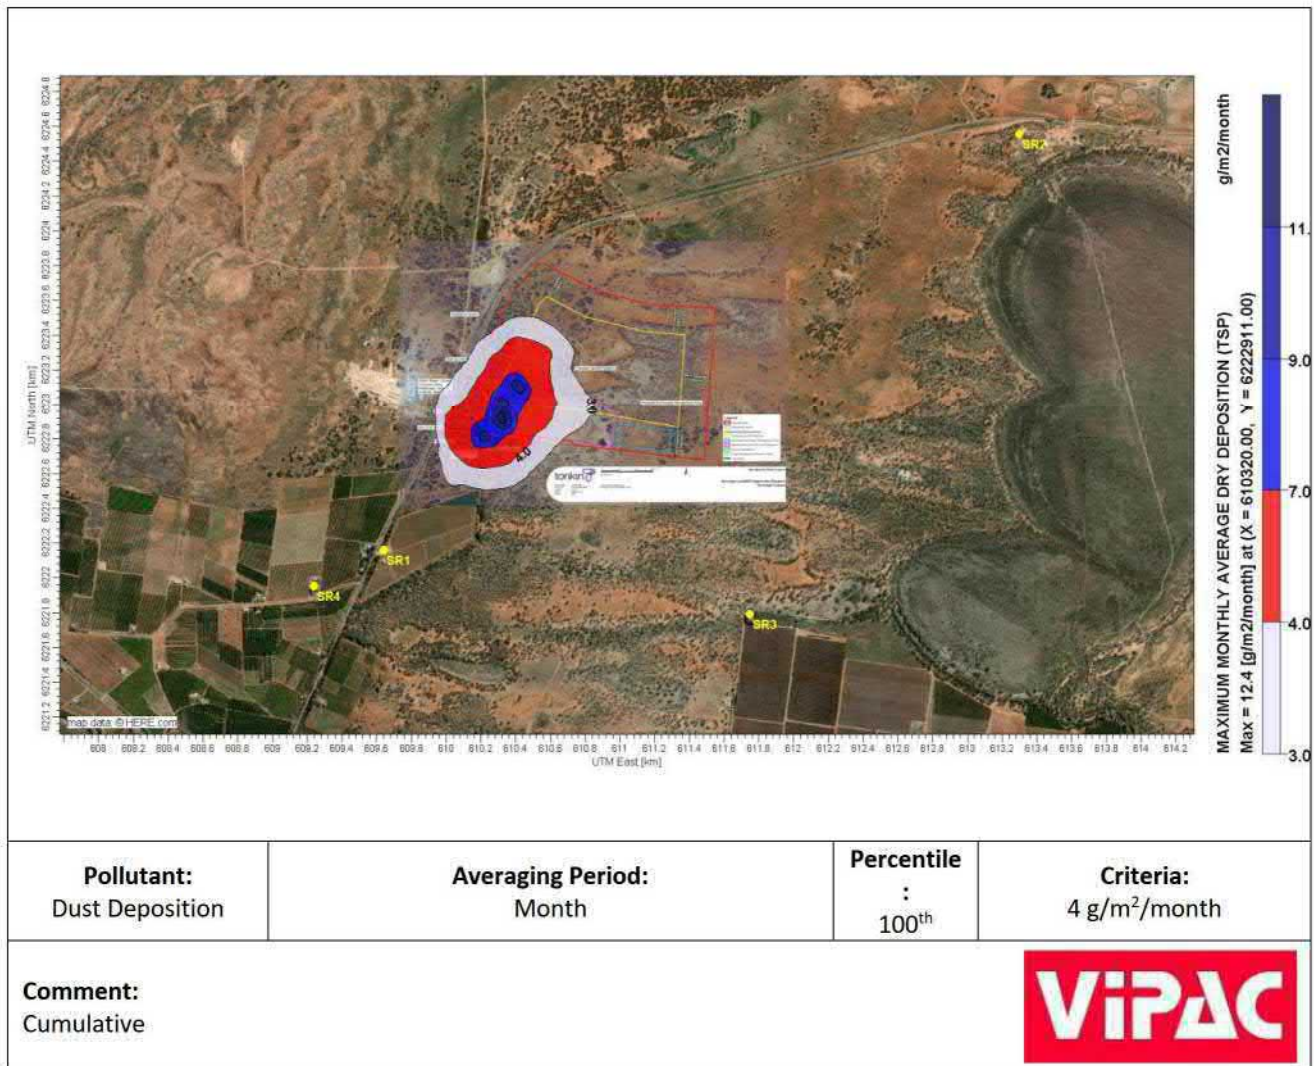 g/m2/month
MAXIMUM MONTHLY AVERAGE DRY DEPOSITION (TSP)
Max = 12.4 [g/m2/month] at (X = 610320.00, Y = 6222911.00)
11.
9.0
7.0
4.0
3.0
UTM North [km]
6224.8
6224.6
6224.4
6224.2
6224
6223.8
6223.6
6223.4
6223.2
6223
6222.8
6222.6
6222.4
6222.2
6222
6221.8
6221.6
6221.4
6221.2
SR2
3.0
4.0
tonkin
SR1
SR4
SR3
map data: © HERE.com
608 608.2 608.4 608.6 608.8 609 609.2 609.4 609.6 609.8 610 610.2 610.4 610.6 610.8 611 611.2 611.4 611.6 611.8 612 612.2 612.4 612.6 612.8 613 613.2 613.4 613.6 613.8 614 614.2
UTM East [km]
Pollutant:
Dust Deposition
Averaging Period:
Month
Percentile
:
100th
Criteria:
4 g/m2/month
Comment:
Cumulative
ViPAC